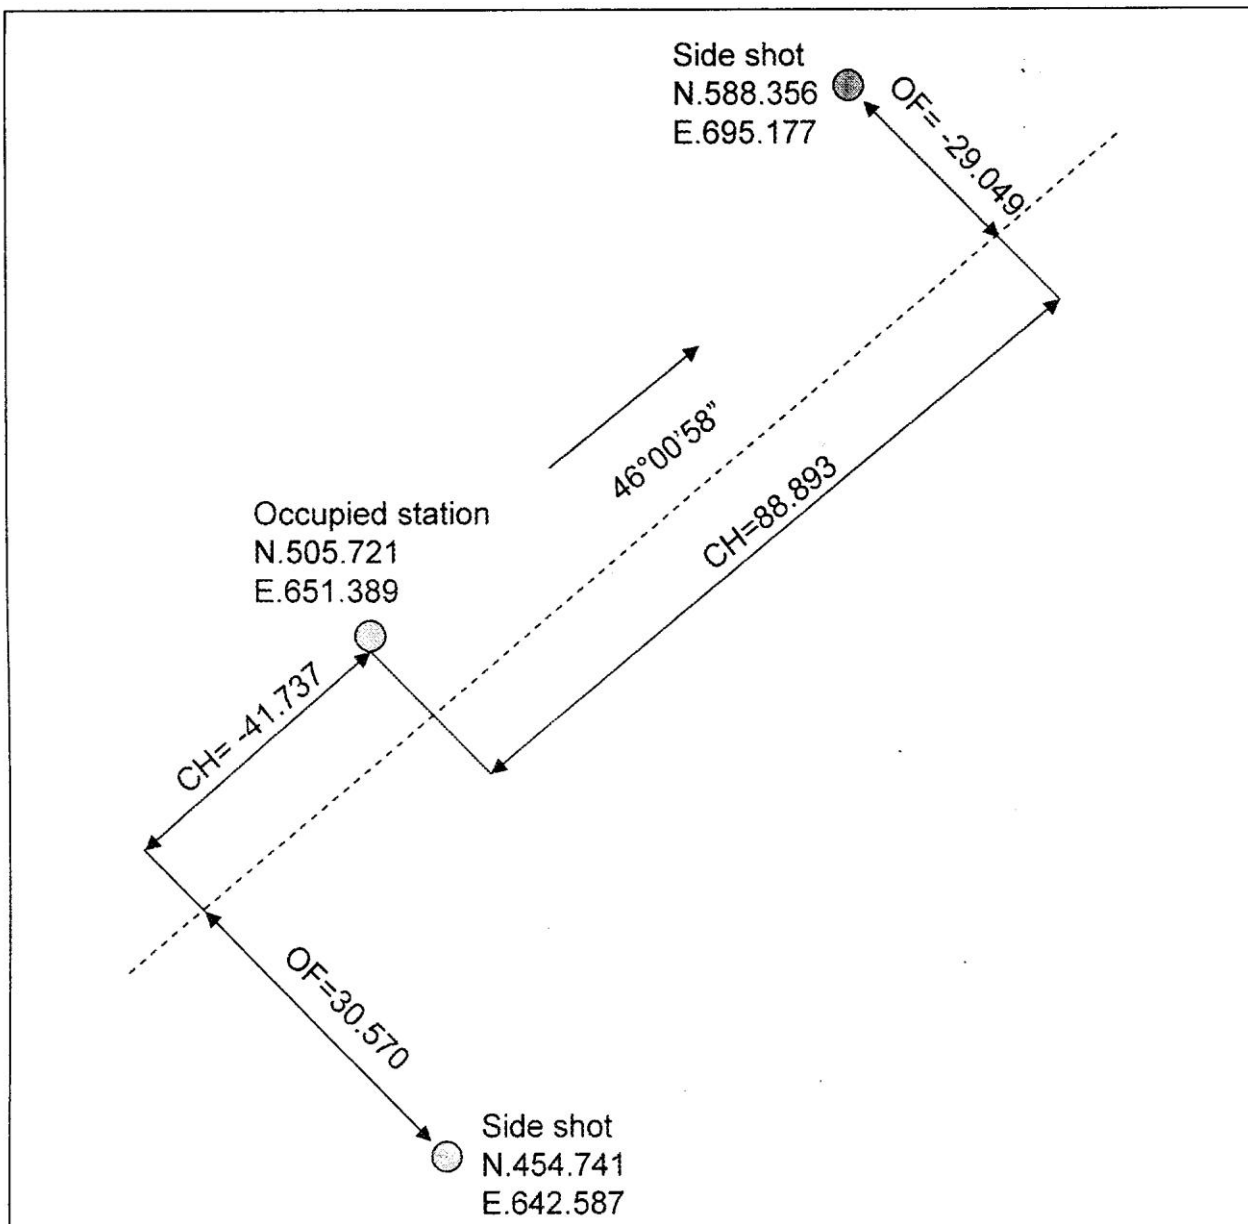 Side shot
N.588.356
E.695.177
OF= -29.049
46°00'58”
CH=88.893
Occupied station
N.505.721
E.651.389
CH= -41.737
OF=30.570
Side shot
N.454.741
E.642.587